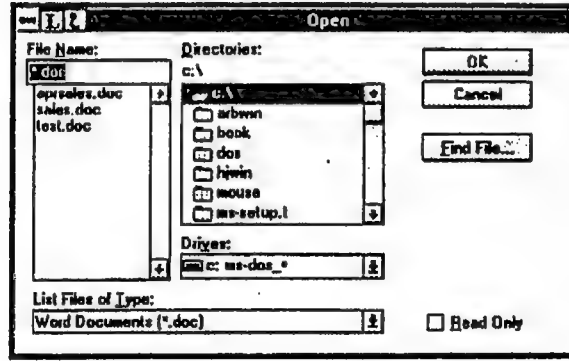 Open
File Name:
*.doc
aprsales.doc
sales.doc
test.doc
Directories:
c:\
c:\
arbwin
book
dos
hjwin
mouse
ms-setup.t
Drives:
c: ms-dos_*
List Files of Type:
Word Documents (*.doc)
OK
Cancel
Find File...
Read Only